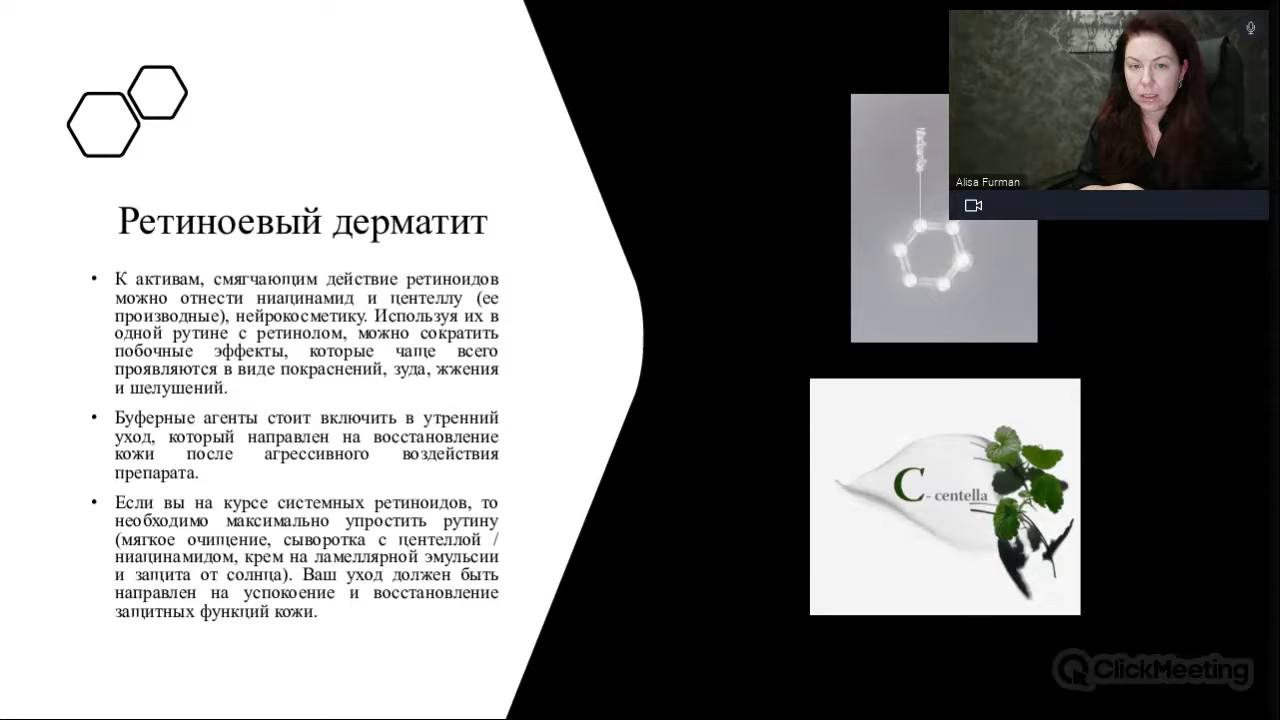 Ретиноевый дерматит
• К активам, смягчающим действие ретиноидов
можно отнести ниацинамид и центеллу (ее
производные), нейрокосметику. Используя их в
одной рутине с ретинолом, можно сократить
побочные эффекты, которые чаще всего
проявляются в виде покраснений, зуда, жжения
и шелушений.
• Буферные агенты стоит включить в утренний
уход, который направлен на восстановление
кожи после агрессивного воздействия
препарата.
• Если вы на курсе системных ретиноидов, то
необходимо максимально упростить рутину
(мягкое очищение, сыворотка с центеллой /
ниацинамидом, крем на ламеллярной эмульсии
и защита от солнца). Ваш уход должен быть
направлен на успокоение и восстановление
защитных функций кожи.
Alisa Furman
C - centella
ClickMeeting